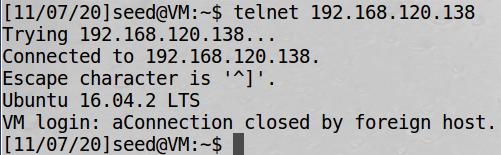 [11/07/20]seed@VM:~$ telnet 192.168.120.138
Trying 192.168.120.138...
Connected to 192.168.120.138.
Escape character is '^]'.
Ubuntu 16.04.2 LTS
VM login: aConnection closed by foreign host.
[11/07/20]seed@VM:~$